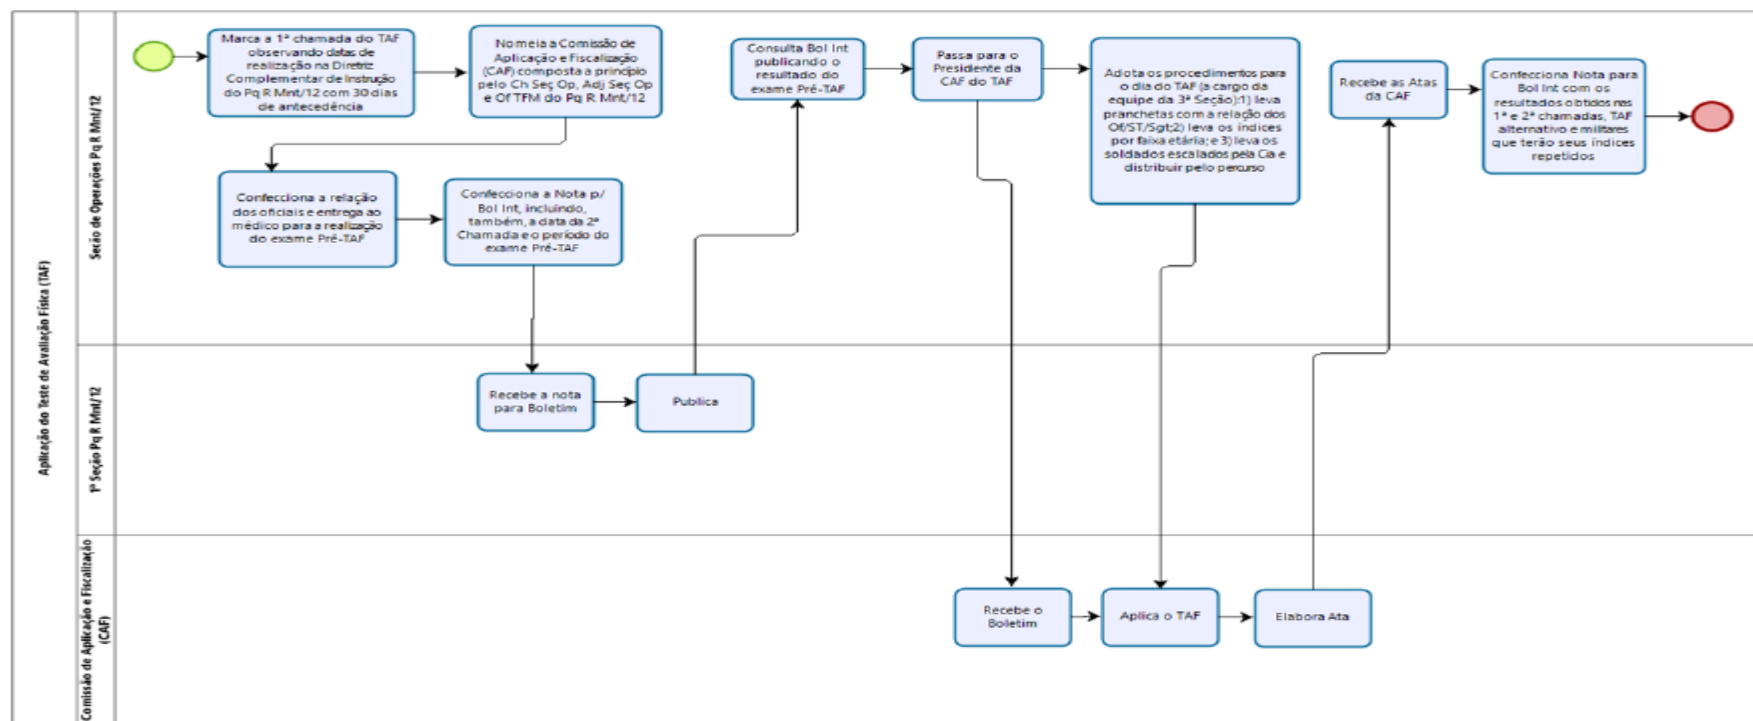 Aplicação do Teste de Avaliação Física (TAF)
Seção de Operações Pq R Mnt/12
Marca a 1ª chamada do TAF
observando datas de
realização na Diretriz
Complementar de Instrução
do Pq R Mnt/12 com 30 dias
de antecedência
Nomeia a Comissão de
Aplicação e Fiscalização
(CAF) composta a princípio
pelo Ch Seç Op, Adj Seç Op
e Of TFM do Pq R Mnt/12
Confecciona a relação
dos oficiais e entrega ao
médico para a realização
do exame Pré-TAF
Confecciona a Nota p/
Bol Int, incluindo,
também, a data da 2ª
Chamada e o período do
exame Pré-TAF
Consulta Bol Int
publicando o
resultado do
exame Pré-TAF
Passa para o
Presidente da
CAF do TAF
Adota os procedimentos para
o dia do TAF (a cargo da
equipe da 3ª Seção):1) leva
pranchetas com a relação dos
Of/ST/Sgt;2) leva os índices
por faixa etária; e 3) leva os
soldados escalados pela Cia e
distribuir pelo percurso
Recebe as Atas
da CAF
Confecciona Nota para
Bol Int com os
resultados obtidos nas
1ª e 2ª chamadas, TAF
alternativo e militares
que terão seus índices
repetidos
1ª Seção Pq R Mnt/12
Recebe a nota
para Boletim
Publica
Comissão de Aplicação e Fiscalização
(CAF)
Recebe o
Boletim
Aplica o TAF
Elabora Ata